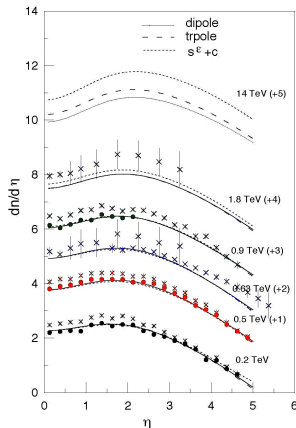 dipole
trpole
s^ε +c
14
14 TeV (+5)
12
10
8
1.8 TeV (+4)
dn/d η
6
0.9 TeV (+3)
0.63 TeV (+2)
4
0.5 TeV (+1)
2
0.2 TeV
0
0 1 2 3 4 5 6
η